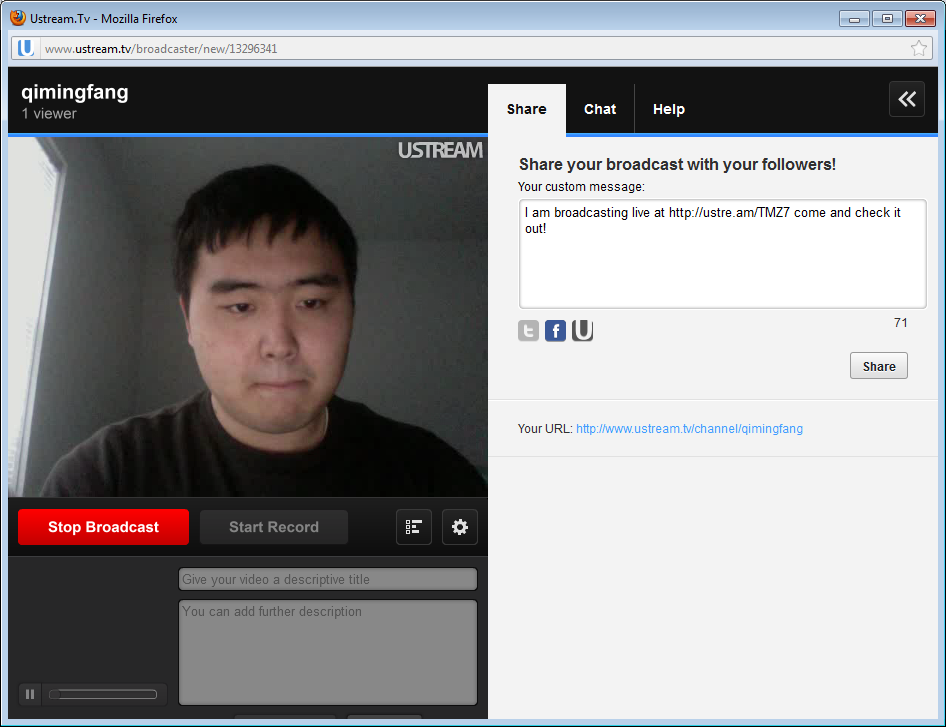 Ustream.Tv - Mozilla Firefox
www.ustream.tv/broadcaster/new/13296341
qimingfang
1 viewer
USTREAM
Share
Chat
Help
Share your broadcast with your followers!
Your custom message:
I am broadcasting live at http://ustre.am/TMZ7 come and check it
out!
71
Share
Your URL: http://www.ustream.tv/channel/qimingfang
Stop Broadcast
Start Record
Give your video a descriptive title
You can add further description